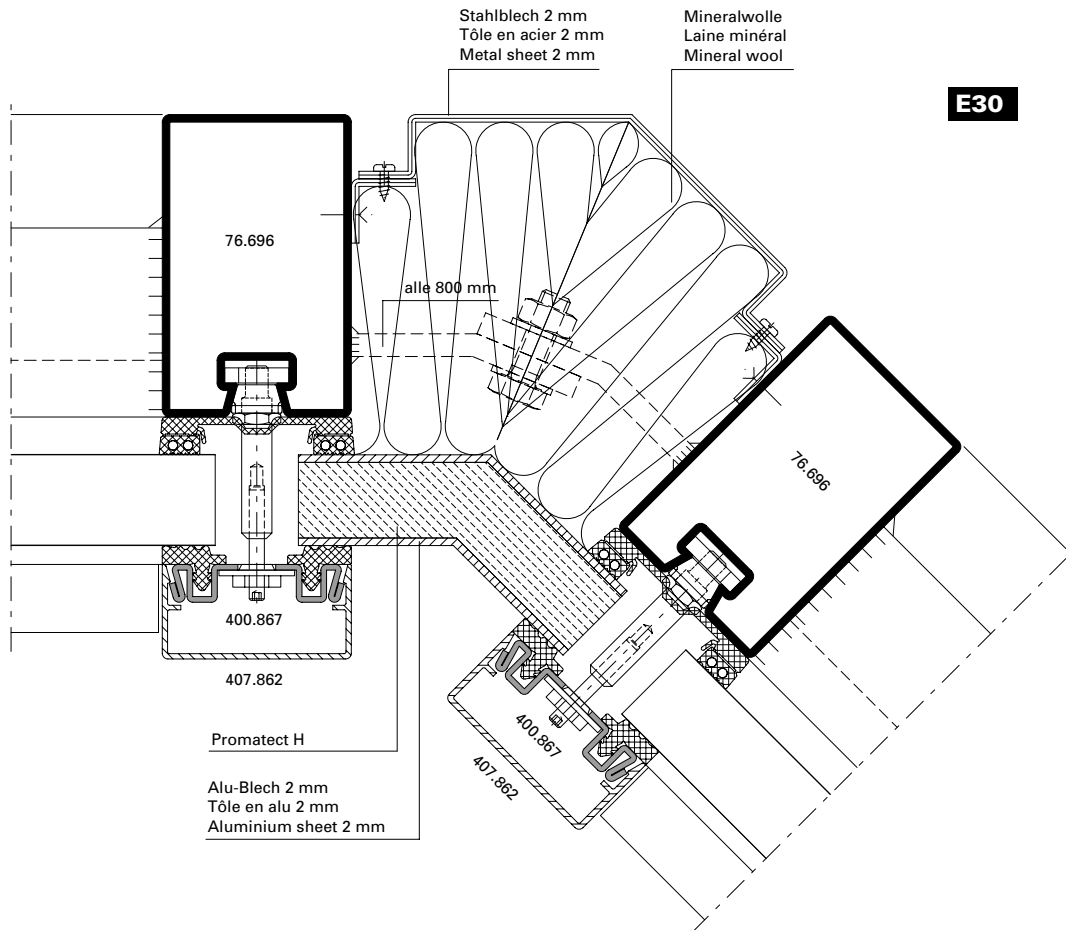 Stahlblech 2 mm
Tôle en acier 2 mm
Metal sheet 2 mm
Mineralwolle
Laine minéral
Mineral wool
E30
76.696
alle 800 mm
76.696
400.867
407.862
400.867
407.862
Promatect H
Alu-Blech 2 mm
Tôle en alu 2 mm
Aluminium sheet 2 mm